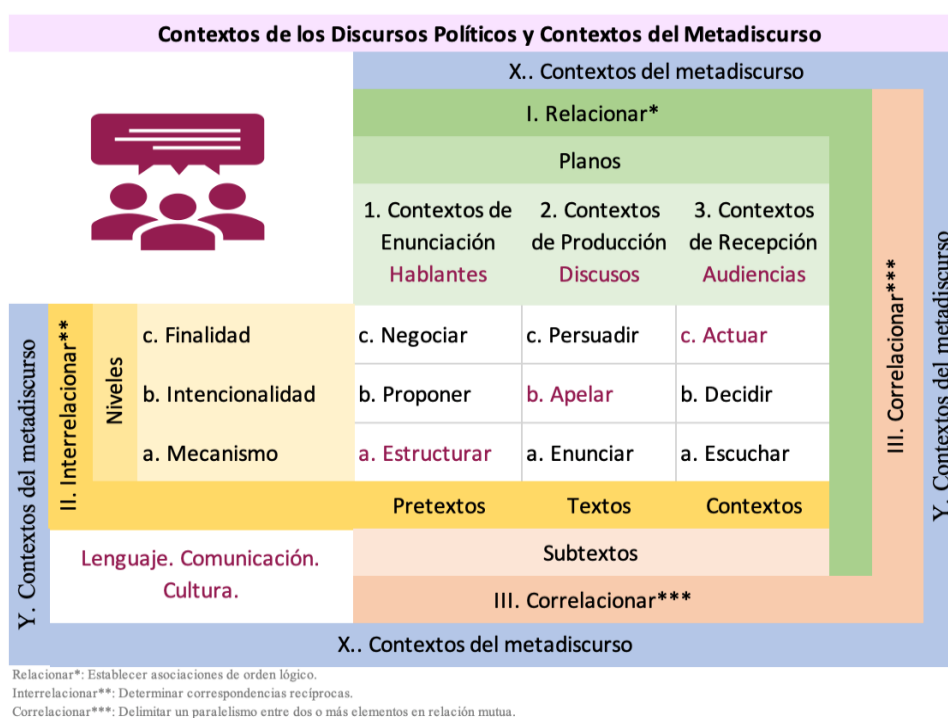 Contextos de los Discursos Políticos y Contextos del Metadiscurso
X.. Contextos del metadiscurso
I. Relacionar*
Planos
1. Contextos de
Enunciación
Hablantes
2. Contextos
de Producción
Discusos
3. Contextos
de Recepción
Audiencias
III. Correlacionar***
Y. Contextos del metadiscurso
Y. Contextos del metadiscurso
II. Interrelacionar**
Niveles
c. Finalidad
c. Negociar
c. Persuadir
c. Actuar
b. Intencionalidad
b. Proponer
b. Apelar
b. Decidir
a. Mecanismo
a. Estructurar
a. Enunciar
a. Escuchar
Pretextos
Textos
Contextos
Lenguaje. Comunicación.
Cultura.
Subtextos
III. Correlacionar***
X.. Contextos del metadiscurso
Relacionar*: Establecer asociaciones de orden lógico.
Interrelacionar**: Determinar correspondencias recíprocas.
Correlacionar***: Delimitar un paralelismo entre dos o más elementos en relación mutua.